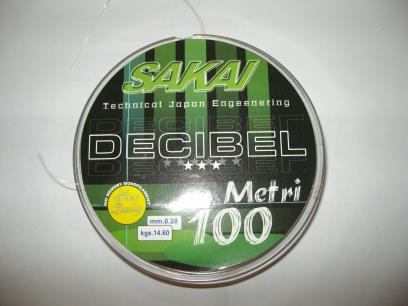 SAKAI
Technical Japan Engeenering
DECIBEL
Metri
100
mm.0.28
kgs.14.60